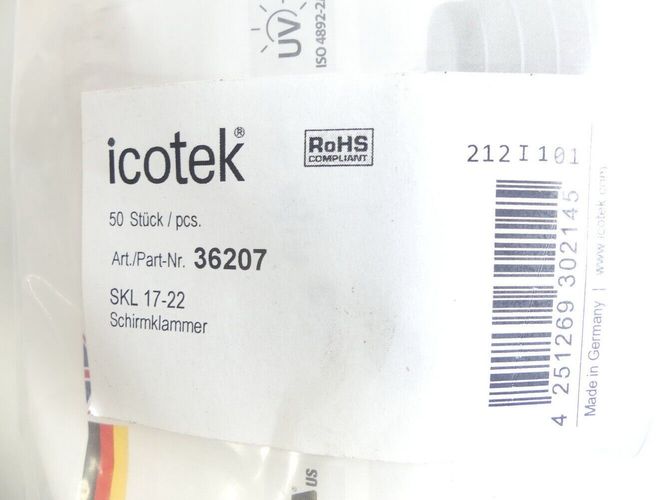 UV
ISO 4892-2
icotek®
RoHS
COMPLIANT
212I101
50 Stück / pcs.
Art./Part-Nr. 36207
SKL 17-22
Schirmklammer
4 251269 302145
Made in Germany | www.icotek.com
US